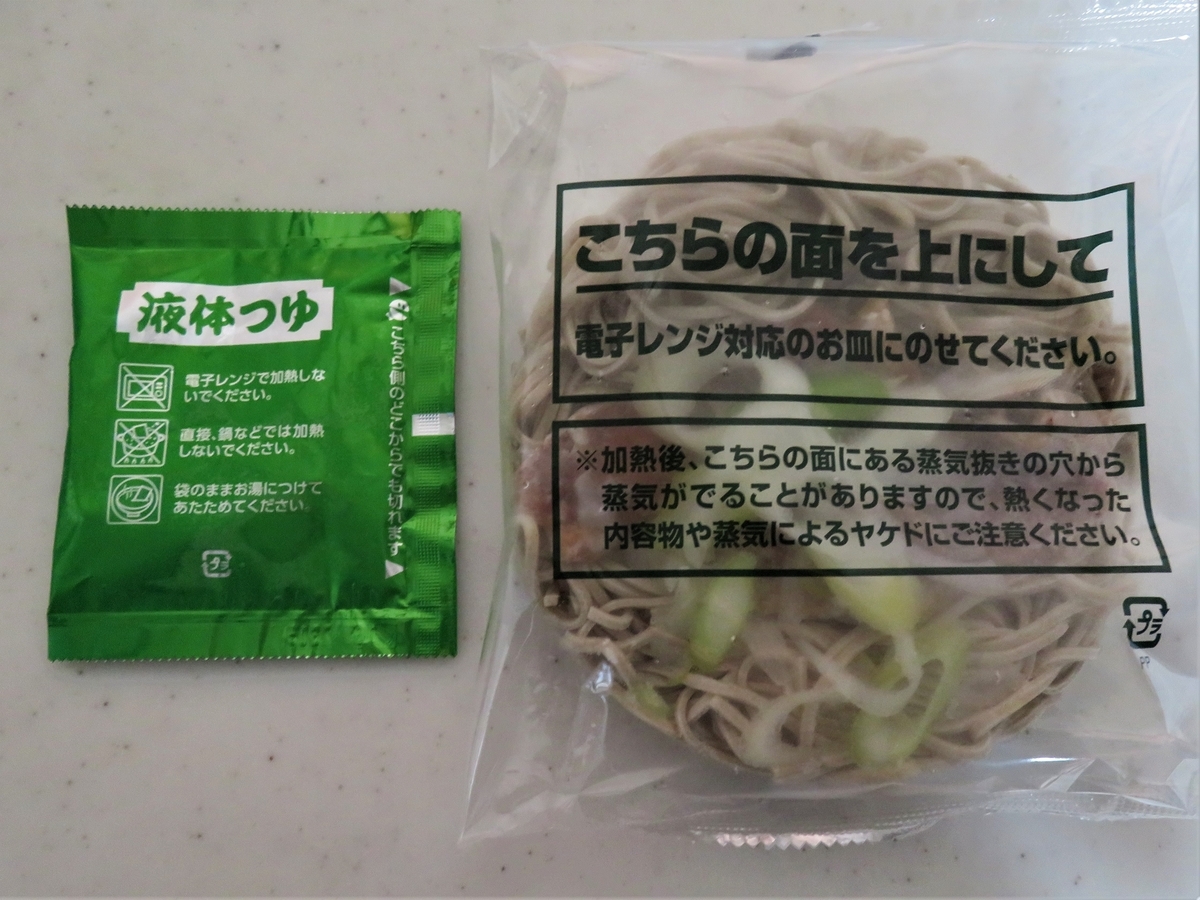 液体つゆ
電子レンジで加熱しな
いでください。
直接、鍋などでは加熱
しないでください。
袋のままお湯につけて
あたためてください。
プラ
こちら側のどこからでも切れます
こちらの面を上にして
電子レンジ対応のお皿にのせてください。
※加熱後、こちらの面にある蒸気抜きの穴から
蒸気がでることがありますので、熱くなった
内容物や蒸気によるヤケドにご注意ください。
プラ
PP